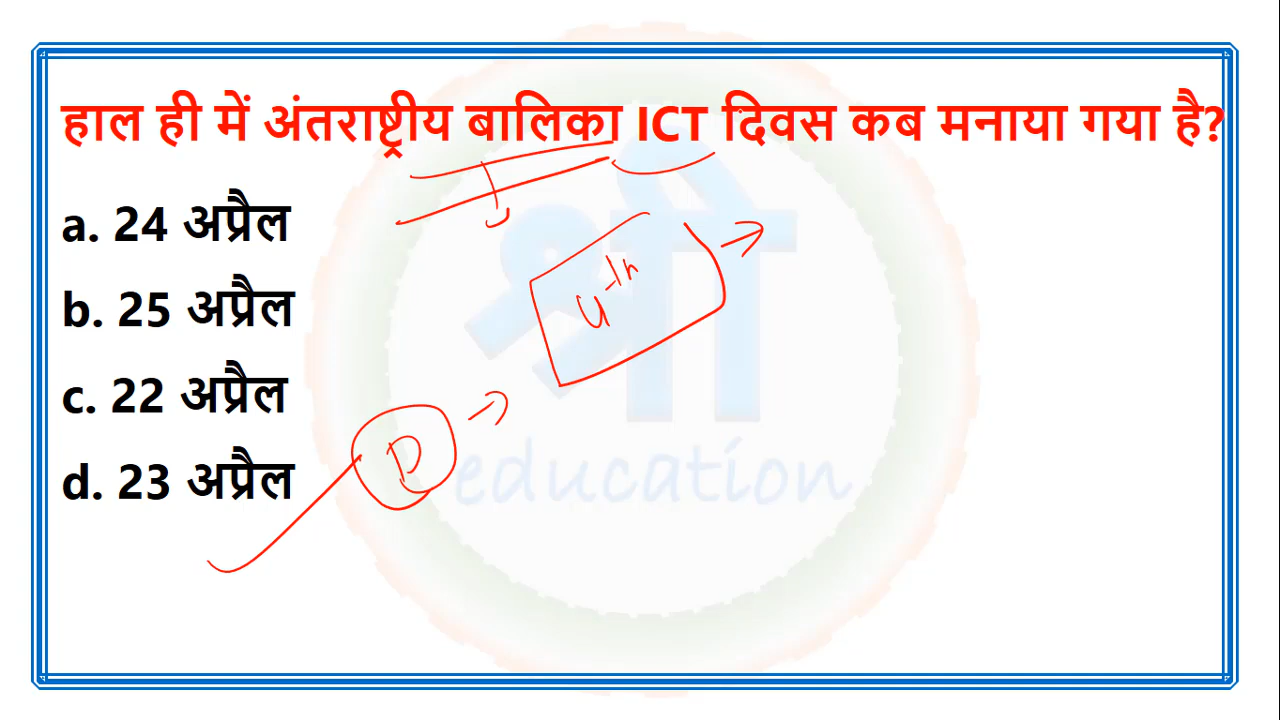 हाल ही में अंतराष्ट्रीय बालिका ICT दिवस कब मनाया गया है?
a. 24 अप्रैल
b. 25 अप्रैल
c. 22 अप्रैल
d. 23 अप्रैल
D
श्री
education